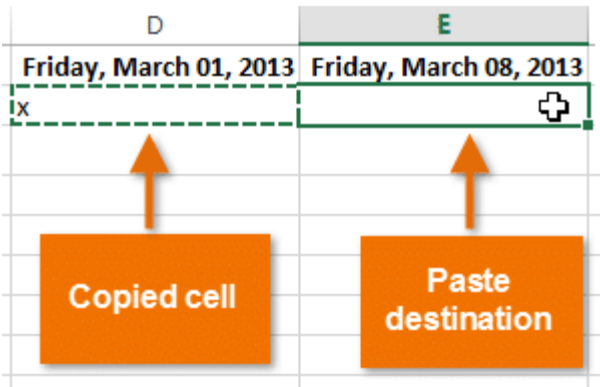 D E
Friday, March 01, 2013 Friday, March 08, 2013
x
Copied cell
Paste
destination